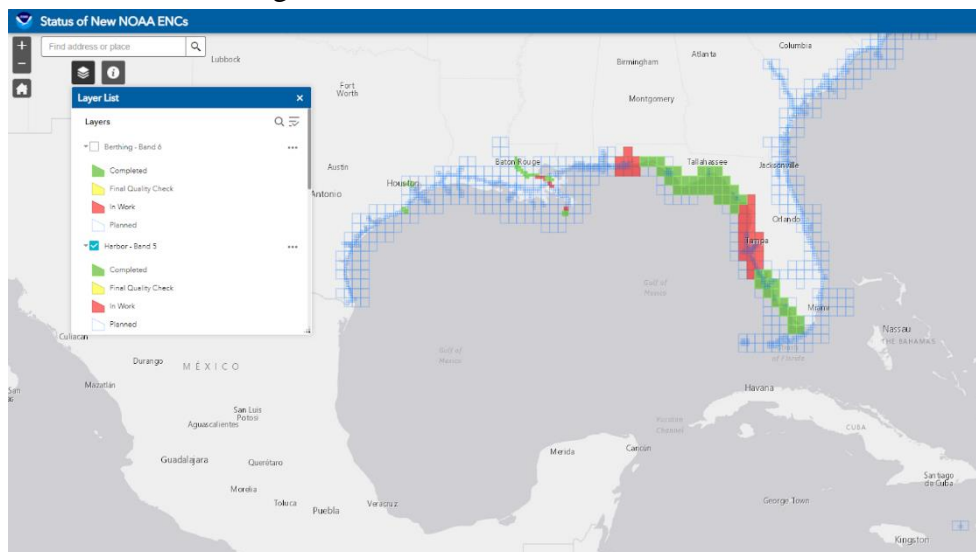 Status of New NOAA ENCs
+
Find address or place
−
Layer List
×
Layers
Berthing - Band 6
Completed
Final Quality Check
In Work
Planned
Harbor - Band 5
Completed
Final Quality Check
In Work
Planned
Lubbock
Fort
Worth
Austin
Antonio
Houston
Baton Rouge
Birmingham
Atlanta
Columbia
Montgomery
Tallahassee
Jacksonville
Orlando
Tampa
Miami
Gulf of
Mexico
Gulf of
Mexico
of Florida
Nassau
THE BAHAMAS
Havana
Yucatan
Channel
CUBA
Culiacan
Durango
MÉXICO
Mazatlan
San Luis
Potosi
Aguascalientes
Guadalajara
Querétaro
Morelia
Toluca
Puebla
Veracruz
Merida
Cancún
Santiago
de Cuba
George Town
Kingston